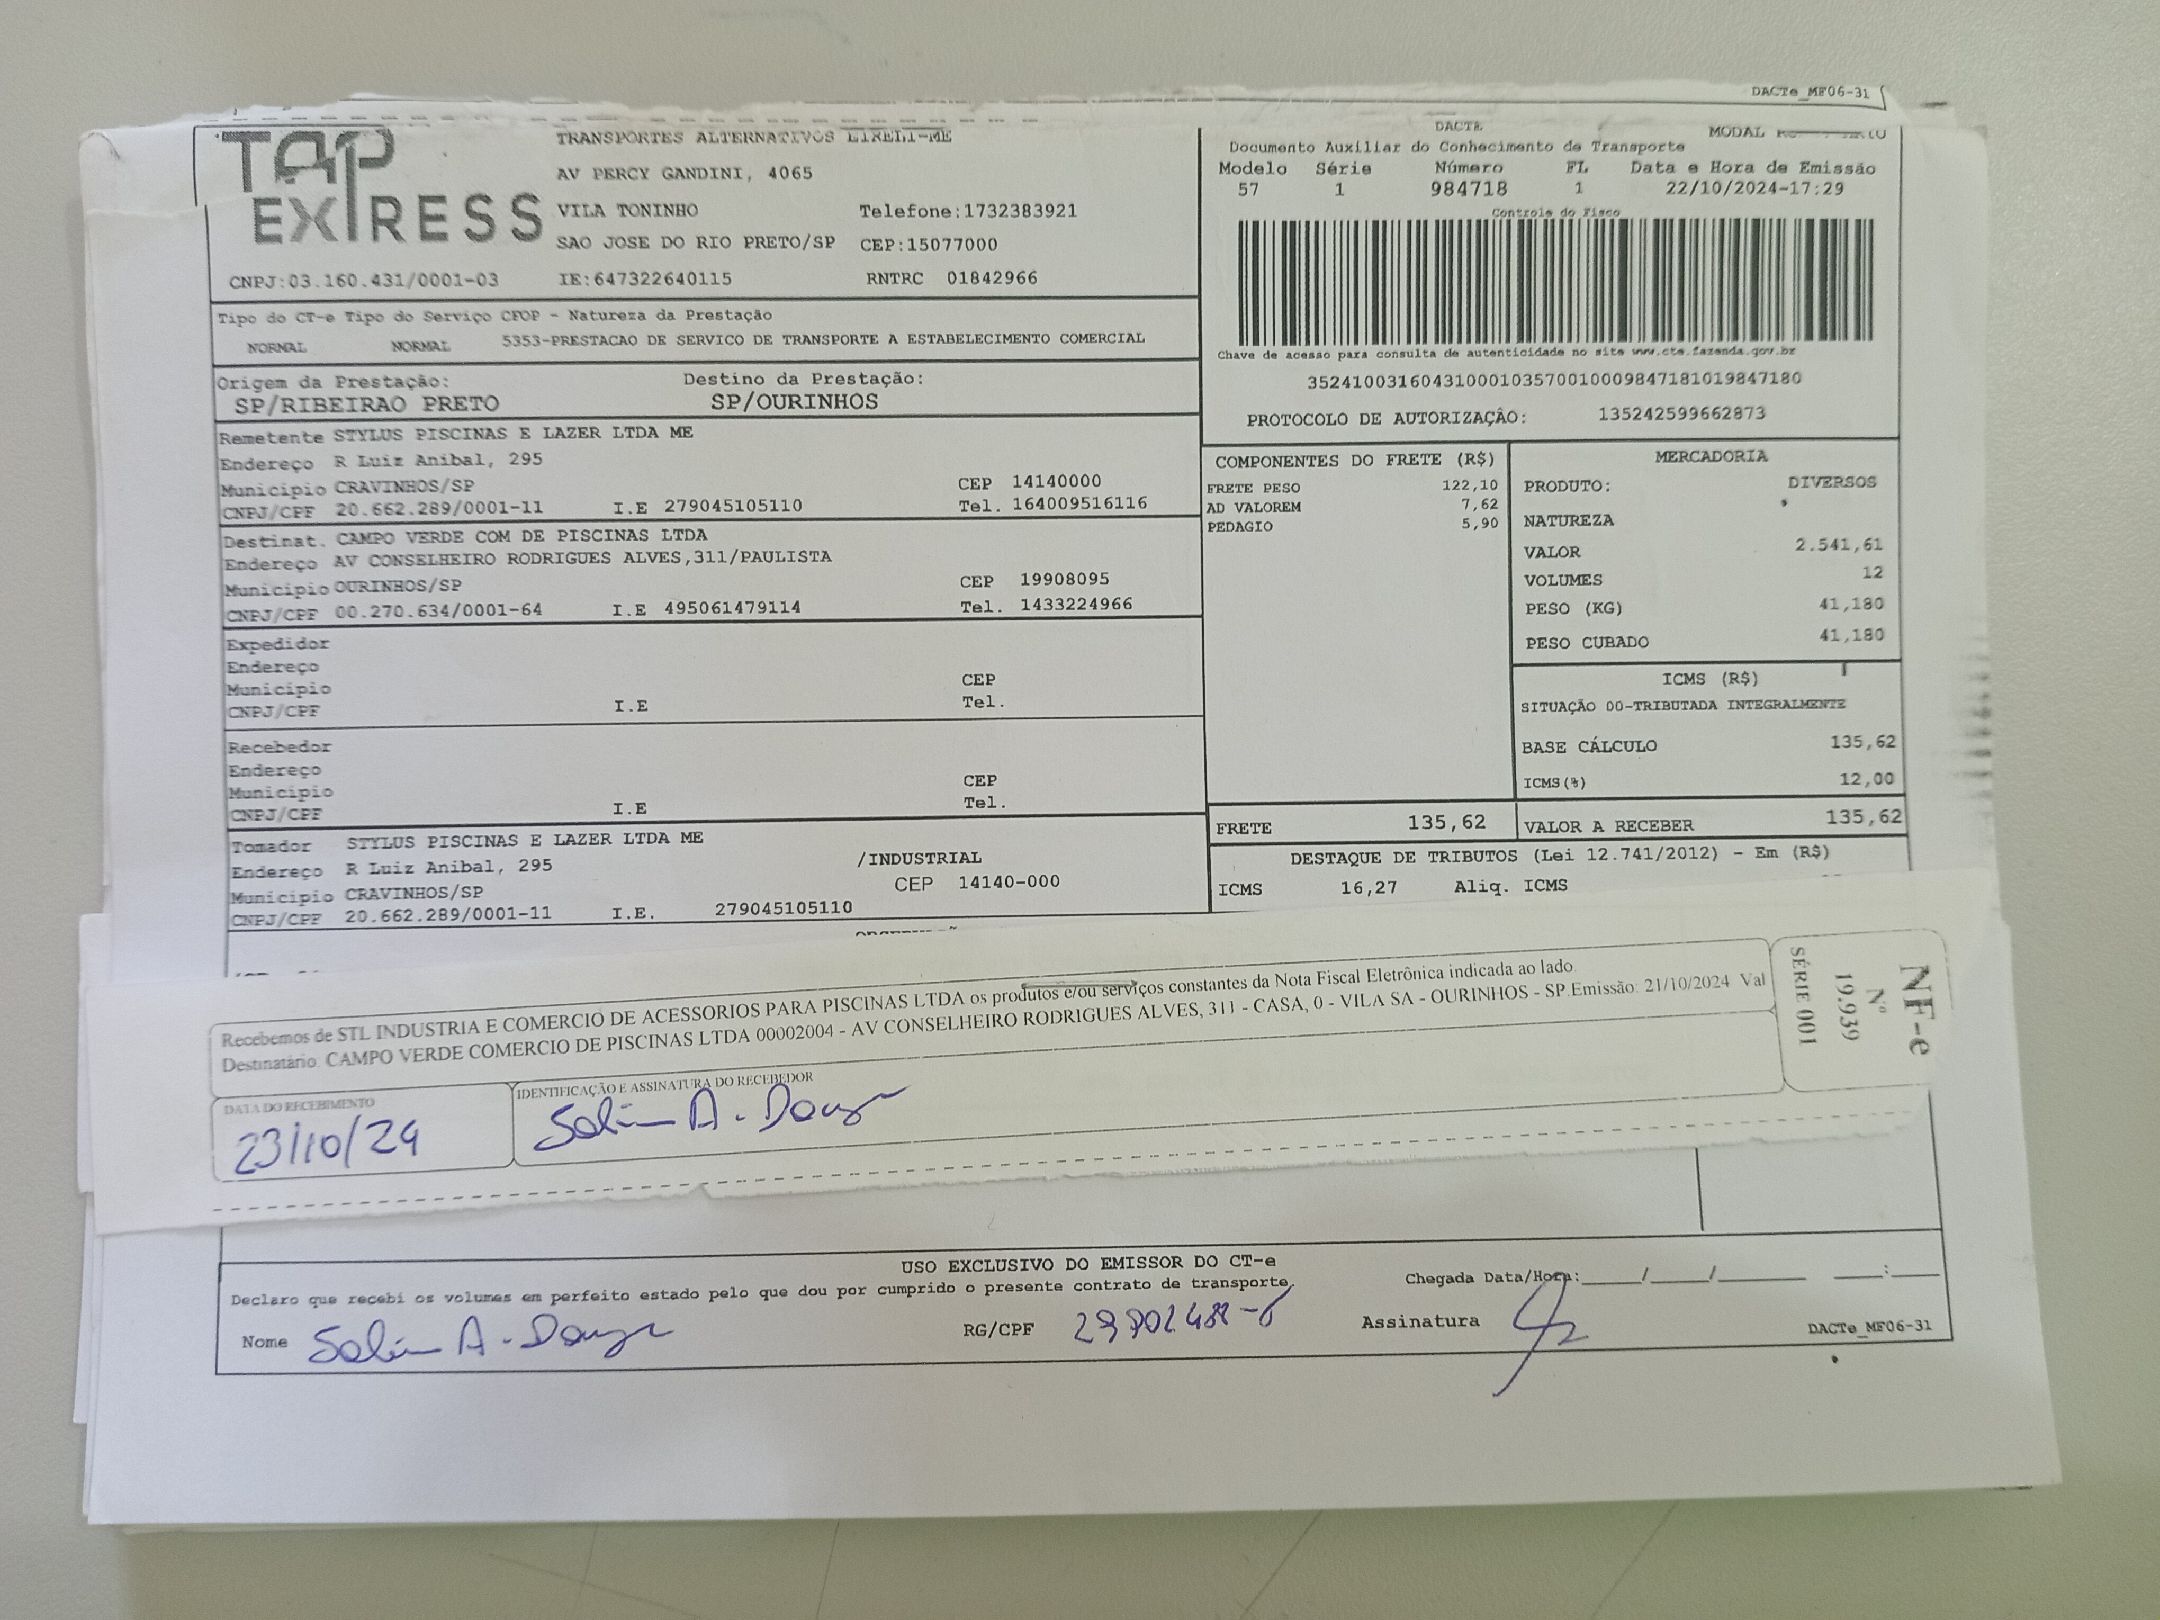 DACTe_MF06-31
TAP EXPRESS
TRANSPORTES ALTERNATIVOS EIRELI-ME
AV PERCY GANDINI, 4065
VILA TONINHO Telefone:1732383921
SAO JOSE DO RIO PRETO/SP CEP:15077000
CNPJ:03.160.431/0001-03 IE:647322640115 RNTRC 01842966
DACTE MODAL
Documento Auxiliar do Conhecimento de Transporte
Modelo Série Número FL Data e Hora de Emissão
57 1 984718 1 22/10/2024-17:29
Controle do Fisco
Chave de acesso para consulta de autenticidade no site www.cte.fazenda.gov.br
35241003160431000103570010009847181019847180
PROTOCOLO DE AUTORIZAÇÃO: 135242599662873
Tipo do CT-e Tipo do Serviço CFOP - Natureza da Prestação
NORMAL NORMAL 5353-PRESTACAO DE SERVICO DE TRANSPORTE A ESTABELECIMENTO COMERCIAL
Origem da Prestação: Destino da Prestação:
SP/RIBEIRAO PRETO SP/OURINHOS
Remetente STYLUS PISCINAS E LAZER LTDA ME
Endereço R Luiz Anibal, 295
Município CRAVINHOS/SP CEP 14140000
CNPJ/CPF 20.662.289/0001-11 I.E 279045105110 Tel. 164009516116
Destinat. CAMPO VERDE COM DE PISCINAS LTDA
Endereço AV CONSELHEIRO RODRIGUES ALVES,311/PAULISTA
Município OURINHOS/SP CEP 19908095
CNPJ/CPF 00.270.634/0001-64 I.E 495061479114 Tel. 1433224966
Expedidor
Endereço
Município CEP
CNPJ/CPF I.E Tel.
Recebedor
Endereço
Município CEP
CNPJ/CPF I.E Tel.
Tomador STYLUS PISCINAS E LAZER LTDA ME
Endereço R Luiz Anibal, 295 /INDUSTRIAL
Município CRAVINHOS/SP CEP 14140-000
CNPJ/CPF 20.662.289/0001-11 I.E. 279045105110
COMPONENTES DO FRETE (R$)
FRETE PESO 122,10
AD VALOREM 7,62
PEDAGIO 5,90
MERCADORIA
PRODUTO: DIVERSOS
NATUREZA
VALOR 2.541,61
VOLUMES 12
PESO (KG) 41,180
PESO CUBADO 41,180
ICMS (R$)
SITUAÇÃO 00-TRIBUTADA INTEGRALMENTE
BASE CÁLCULO 135,62
ICMS(%) 12,00
FRETE 135,62 VALOR A RECEBER 135,62
DESTAQUE DE TRIBUTOS (Lei 12.741/2012) - Em (R$)
ICMS 16,27 Aliq. ICMS
Recebemos de STL INDUSTRIA E COMERCIO DE ACESSORIOS PARA PISCINAS LTDA os produtos e/ou serviços constantes da Nota Fiscal Eletrônica indicada ao lado.
Destinatário: CAMPO VERDE COMERCIO DE PISCINAS LTDA 00002004 - AV CONSELHEIRO RODRIGUES ALVES, 311 - CASA, 0 - VILA SA - OURINHOS - SP.Emissão: 21/10/2024 Val
NF-e
Nº
19.939
SÉRIE 001
DATA DO RECEBIMENTO IDENTIFICAÇÃO E ASSINATURA DO RECEBEDOR
23/10/24
USO EXCLUSIVO DO EMISSOR DO CT-e
Declaro que recebi os volumes em perfeito estado pelo que dou por cumprido o presente contrato de transporte. Chegada Data/Hora:_____/_____/_______ ____:____
Nome RG/CPF Assinatura
DACTe_MF06-31